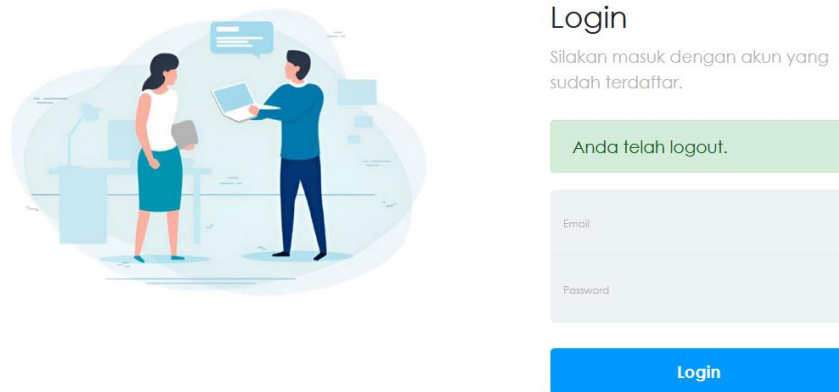 Login
Silakan masuk dengan akun yang
sudah terdaftar.
Anda telah logout.
Email
Password
Login